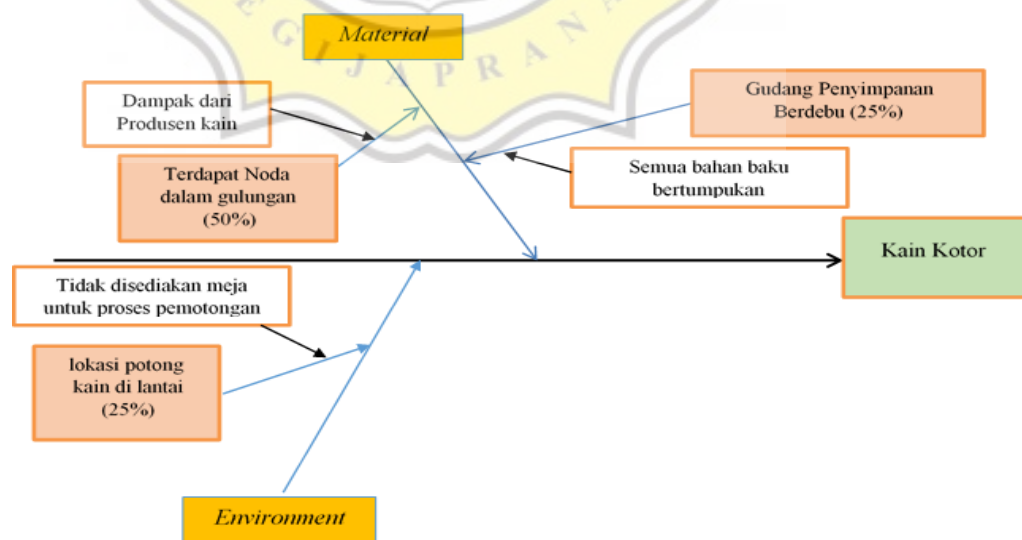 Material
Dampak dari
Produsen kain
Gudang Penyimpanan
Berdebu (25%)
Terdapat Noda
dalam gulungan
(50%)
Semua bahan baku
bertumpukan
Kain Kotor
Tidak disediakan meja
untuk proses pemotongan
lokasi potong
kain di lantai
(25%)
Environment
EGIJAPRANA